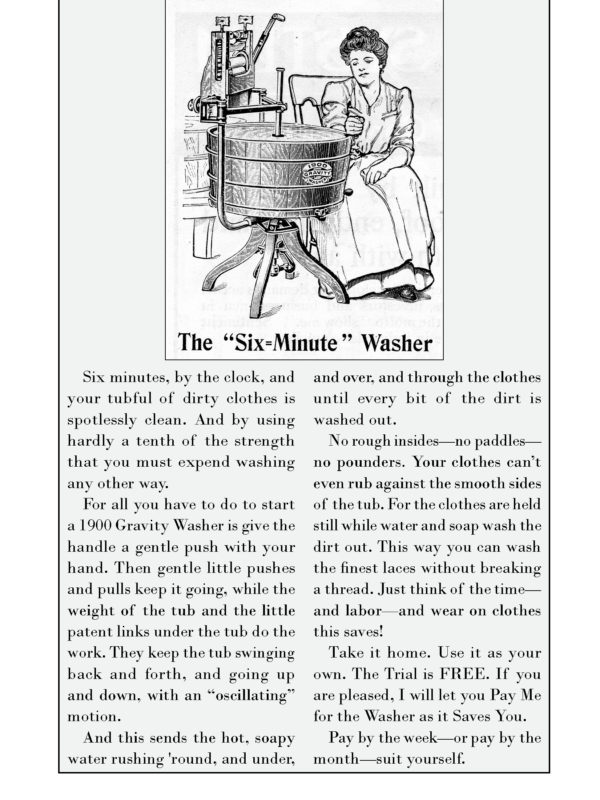 1900
GRAVITY
The “Six=Minute” Washer
Six minutes, by the clock, and
your tubful of dirty clothes is
spotlessly clean. And by using
hardly a tenth of the strength
that you must expend washing
any other way.
For all you have to do to start
a 1900 Gravity Washer is give the
handle a gentle push with your
hand. Then gentle little pushes
and pulls keep it going, while the
weight of the tub and the little
patent links under the tub do the
work. They keep the tub swinging
back and forth, and going up
and down, with an “oscillating”
motion.
And this sends the hot, soapy
water rushing 'round, and under,
and over, and through the clothes
until every bit of the dirt is
washed out.
No rough insides—no paddles—
no pounders. Your clothes can’t
even rub against the smooth sides
of the tub. For the clothes are held
still while water and soap wash the
dirt out. This way you can wash
the finest laces without breaking
a thread. Just think of the time—
and labor—and wear on clothes
this saves!
Take it home. Use it as your
own. The Trial is FREE. If you
are pleased, I will let you Pay Me
for the Washer as it Saves You.
Pay by the week—or pay by the
month—suit yourself.